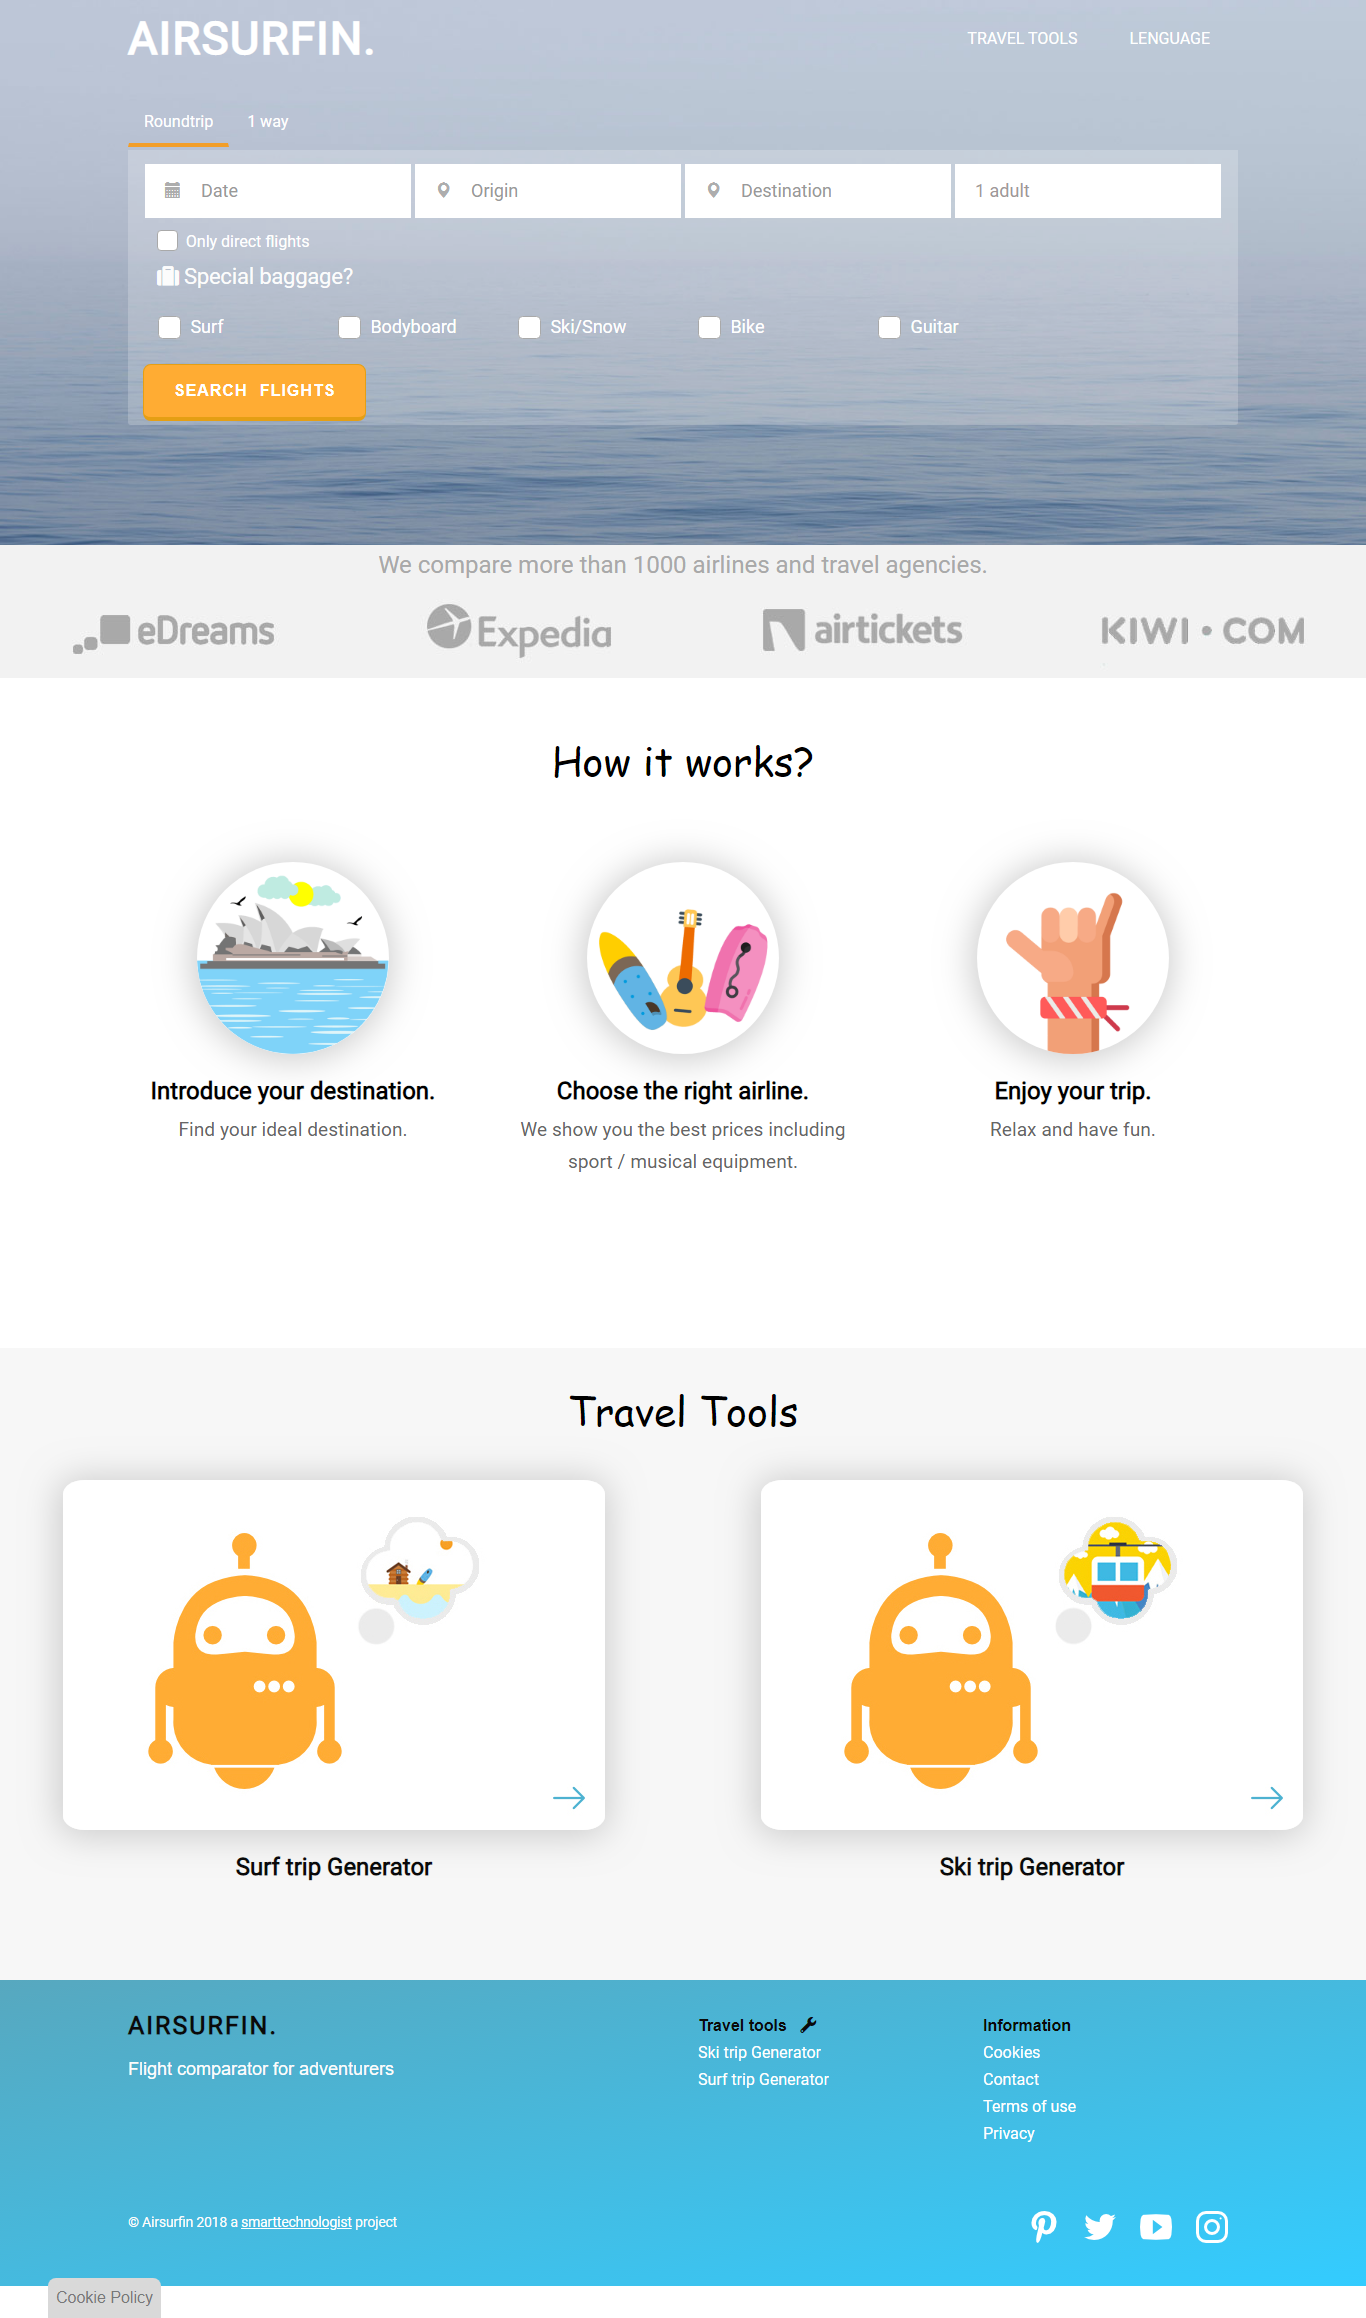 AIRSURFIN.
TRAVEL TOOLS
LENGUAGE
Roundtrip
1 way
Date
Origin
Destination
1 adult
Only direct flights
Special baggage?
Surf
Bodyboard
Ski/Snow
Bike
Guitar
SEARCH FLIGHTS
We compare more than 1000 airlines and travel agencies.
eDreams
Expedia
airtickets
KIWI•COM
How it works?
Introduce your destination.
Find your ideal destination.
Choose the right airline.
We show you the best prices including
sport / musical equipment.
Enjoy your trip.
Relax and have fun.
Travel Tools
Surf trip Generator
Ski trip Generator
AIRSURFIN.
Flight comparator for adventurers
Travel tools
Ski trip Generator
Surf trip Generator
Information
Cookies
Contact
Terms of use
Privacy
© Airsurfin 2018 a smarttechnologist project
Cookie Policy